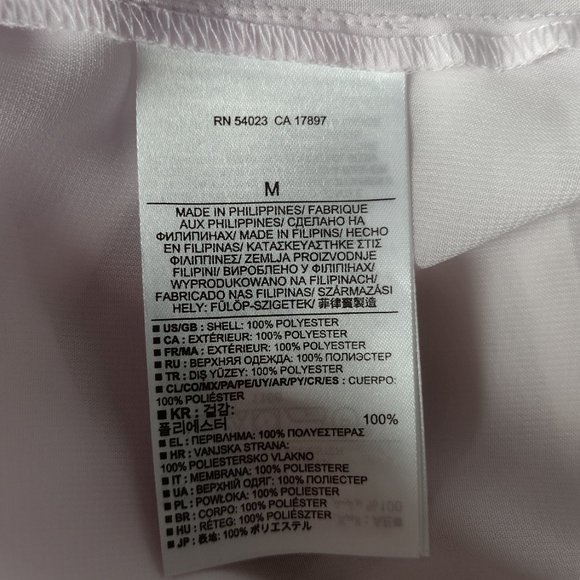 RN 54023 CA 17897
M
MADE IN PHILIPPINES/ FABRIQUE
AUX PHILIPPINES/ СДЕЛАНО НА
ФИЛИПИНАХ/ MADE IN FILIPINS/ HECHO
EN FILIPINAS/ ΚΑΤΑΣΚΕΥΑΣΤΗΚΕ ΣΤΙΣ
ΦΙΛΙΠΠΙΝΕΣ/ ZEMLJA PROIZVODNJE
FILIPINI/ ВИРОБЛЕНО У ФІЛІПІНАХ/
WYPRODUKOWANO NA FILIPINACH/
FABRICADO NAS FILIPINAS/ SZÁRMAZÁSI
HELY: FÜLÖP-SZIGETEK/ 菲律賓製造
■ US/GB : SHELL: 100% POLYESTER
■ CA : EXTÉRIEUR: 100% POLYESTER
■ FR/MA : EXTÉRIEUR: 100% POLYESTER
■ RU : ВЕРХНЯЯ ОДЕЖДА: 100% ПОЛИЭСТЕР
■ TR : DIŞ YÜZEY: 100% POLYESTER
■ CL/CO/MX/PA/PE/UY/AR/PY/CR/ES : CUERPO:
100% POLIÉSTER
■ KR : 겉감:
폴리에스터 100%
■ EL : ΠΕΡΙΒΛΗΜΑ: 100% ΠΟΛΥΕΣΤΕΡΑΣ
■ HR : VANJSKA STRANA:
100% POLIESTERSKO VLAKNO
■ IT : MEMBRANA: 100% POLIESTERE
■ UA : ВЕРХНІЙ ОДЯГ: 100% ПОЛІЕСТЕР
■ PL : POWŁOKA: 100% POLIESTER
■ BR : CORPO: 100% POLIÉSTER
■ HU : RÉTEG: 100% POLIÉSZTER
■ JP : 表地: 100% ポリエステル